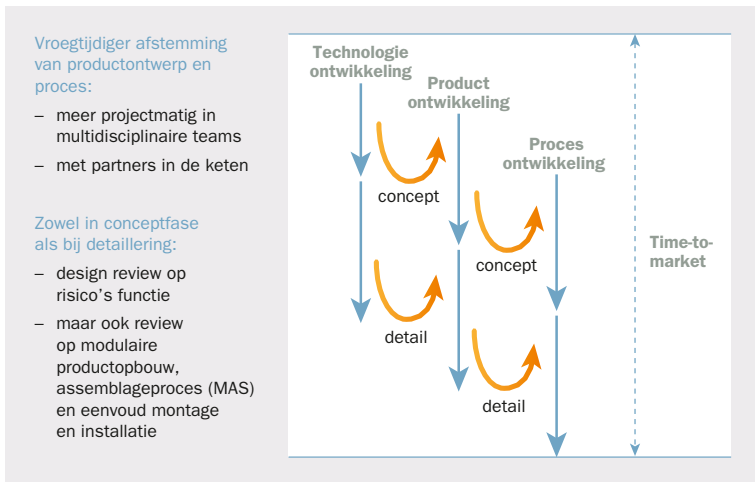 Vroegtijdiger afstemming
van productontwerp en
proces:
– meer projectmatig in
multidisciplinaire teams
– met partners in de keten
Zowel in conceptfase
als bij detaillering:
– design review op
risico's functie
– maar ook review
op modulaire
productopbouw,
assemblageproces (MAS)
en eenvoud montage
en installatie
Technologie
ontwikkeling
Product
ontwikkeling
Proces
ontwikkeling
concept
concept
detail
detail
Time-to-
market